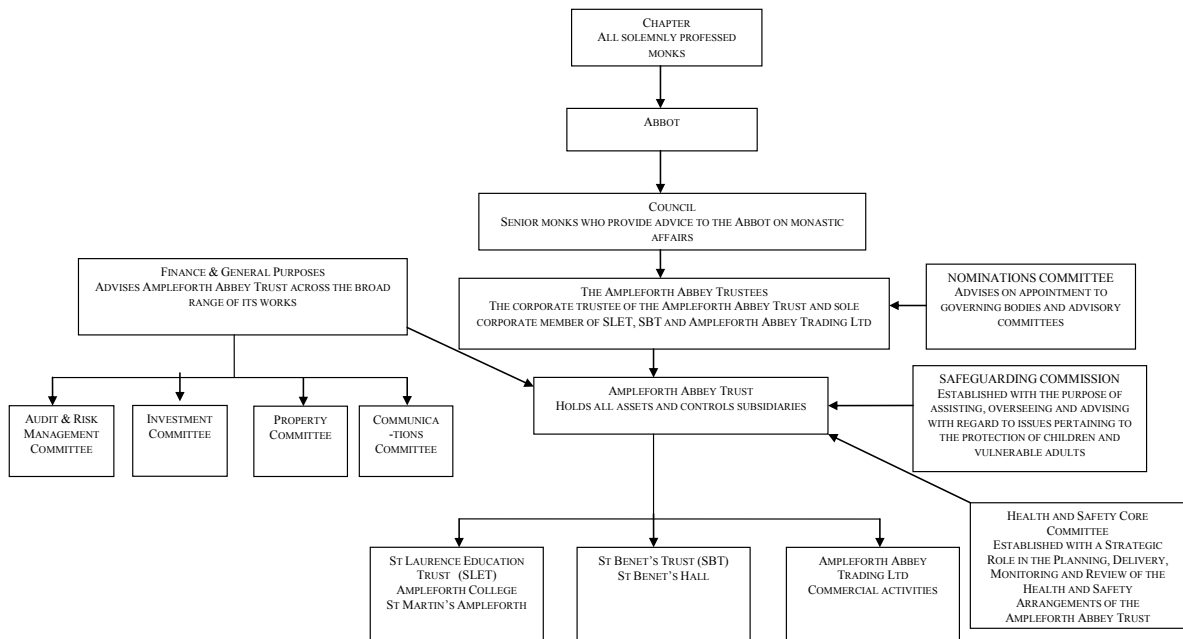 CHAPTER
ALL SOLEMNLY PROFESSED
MONKS
ABBOT
COUNCIL
SENIOR MONKS WHO PROVIDE ADVICE TO THE ABBOT ON MONASTIC
AFFAIRS
FINANCE & GENERAL PURPOSES
ADVISES AMPLEFORTH ABBEY TRUST ACROSS THE BROAD
RANGE OF ITS WORKS
THE AMPLEFORTH ABBEY TRUSTEES
THE CORPORATE TRUSTEE OF THE AMPLEFORTH ABBEY TRUST AND SOLE
CORPORATE MEMBER OF SLET, SBT AND AMPLEFORTH ABBEY TRADING LTD
NOMINATIONS COMMITTEE
ADVISES ON APPOINTMENT TO
GOVERNING BODIES AND ADVISORY
COMMITTEES
AMPLEFORTH ABBEY TRUST
HOLDS ALL ASSETS AND CONTROLS SUBSIDIARIES
SAFEGUARDING COMMISSION
ESTABLISHED WITH THE PURPOSE OF
ASSISTING, OVERSEEING AND ADVISING
WITH REGARD TO ISSUES PERTAINING TO
THE PROTECTION OF CHILDREN AND
VULNERABLE ADULTS
AUDIT & RISK
MANAGEMENT
COMMITTEE
INVESTMENT
COMMITTEE
PROPERTY
COMMITTEE
COMMUNICA
-TIONS
COMMITTEE
HEALTH AND SAFETY CORE
COMMITTEE
ESTABLISHED WITH A STRATEGIC
ROLE IN THE PLANNING, DELIVERY,
MONITORING AND REVIEW OF THE
HEALTH AND SAFETY
ARRANGEMENTS OF THE
AMPLEFORTH ABBEY TRUST
ST LAURENCE EDUCATION
TRUST (SLET)
AMPLEFORTH COLLEGE
ST MARTIN'S AMPLEFORTH
ST BENET'S TRUST (SBT)
ST BENET'S HALL
AMPLEFORTH ABBEY
TRADING LTD
COMMERCIAL ACTIVITIES